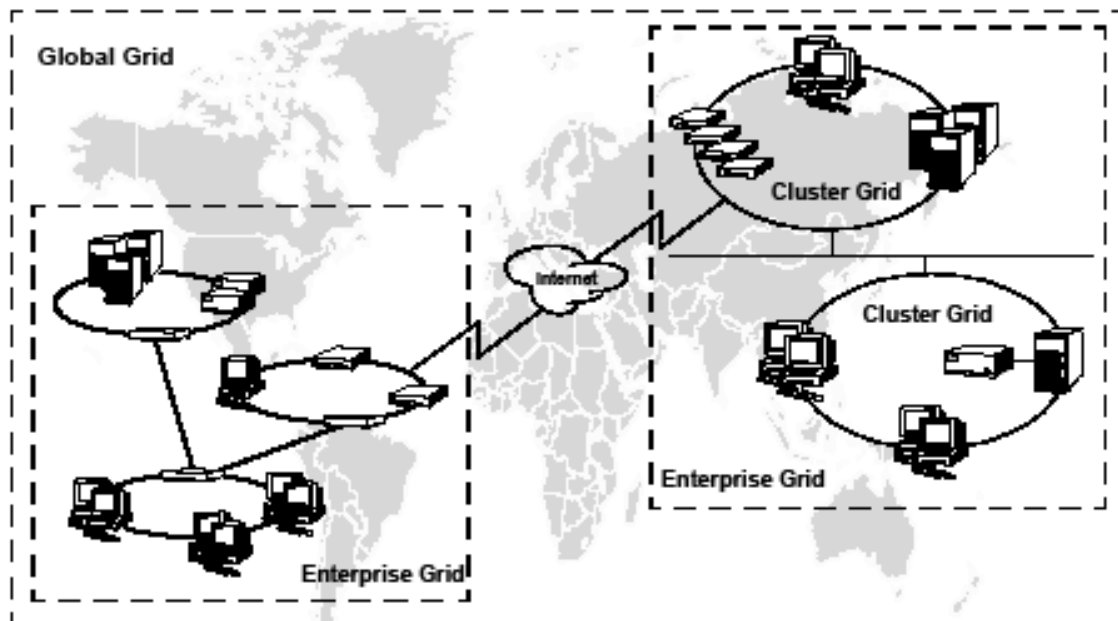 Global Grid
Cluster Grid
Internet
Cluster Grid
Enterprise Grid
Enterprise Grid